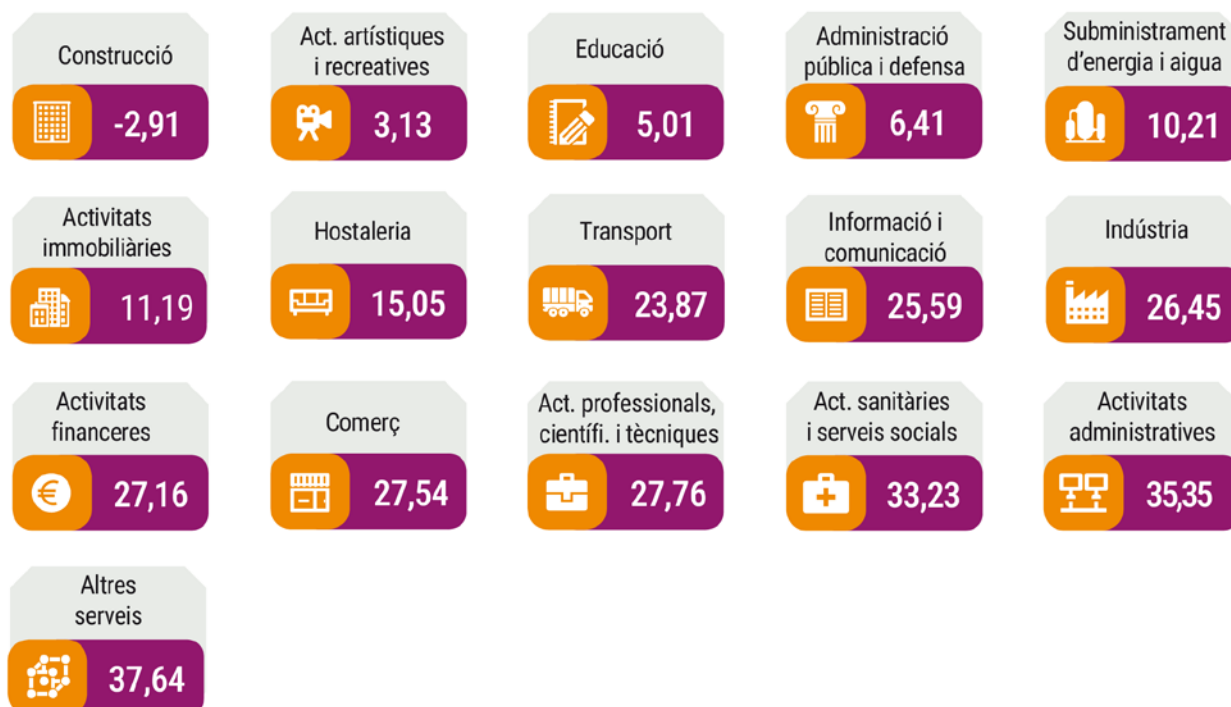 Construcció
-2,91
Act. artístiques
i recreatives
3,13
Educació
5,01
Administració
pública i defensa
6,41
Subministrament
d'energia i aigua
10,21
Activitats
immobiliàries
11,19
Hostaleria
15,05
Transport
23,87
Informació i
comunicació
25,59
Indústria
26,45
Activitats
financeres
27,16
Comerç
27,54
Act. professionals,
científi. i tècniques
27,76
Act. sanitàries
i serveis socials
33,23
Activitats
administratives
35,35
Altres
serveis
37,64